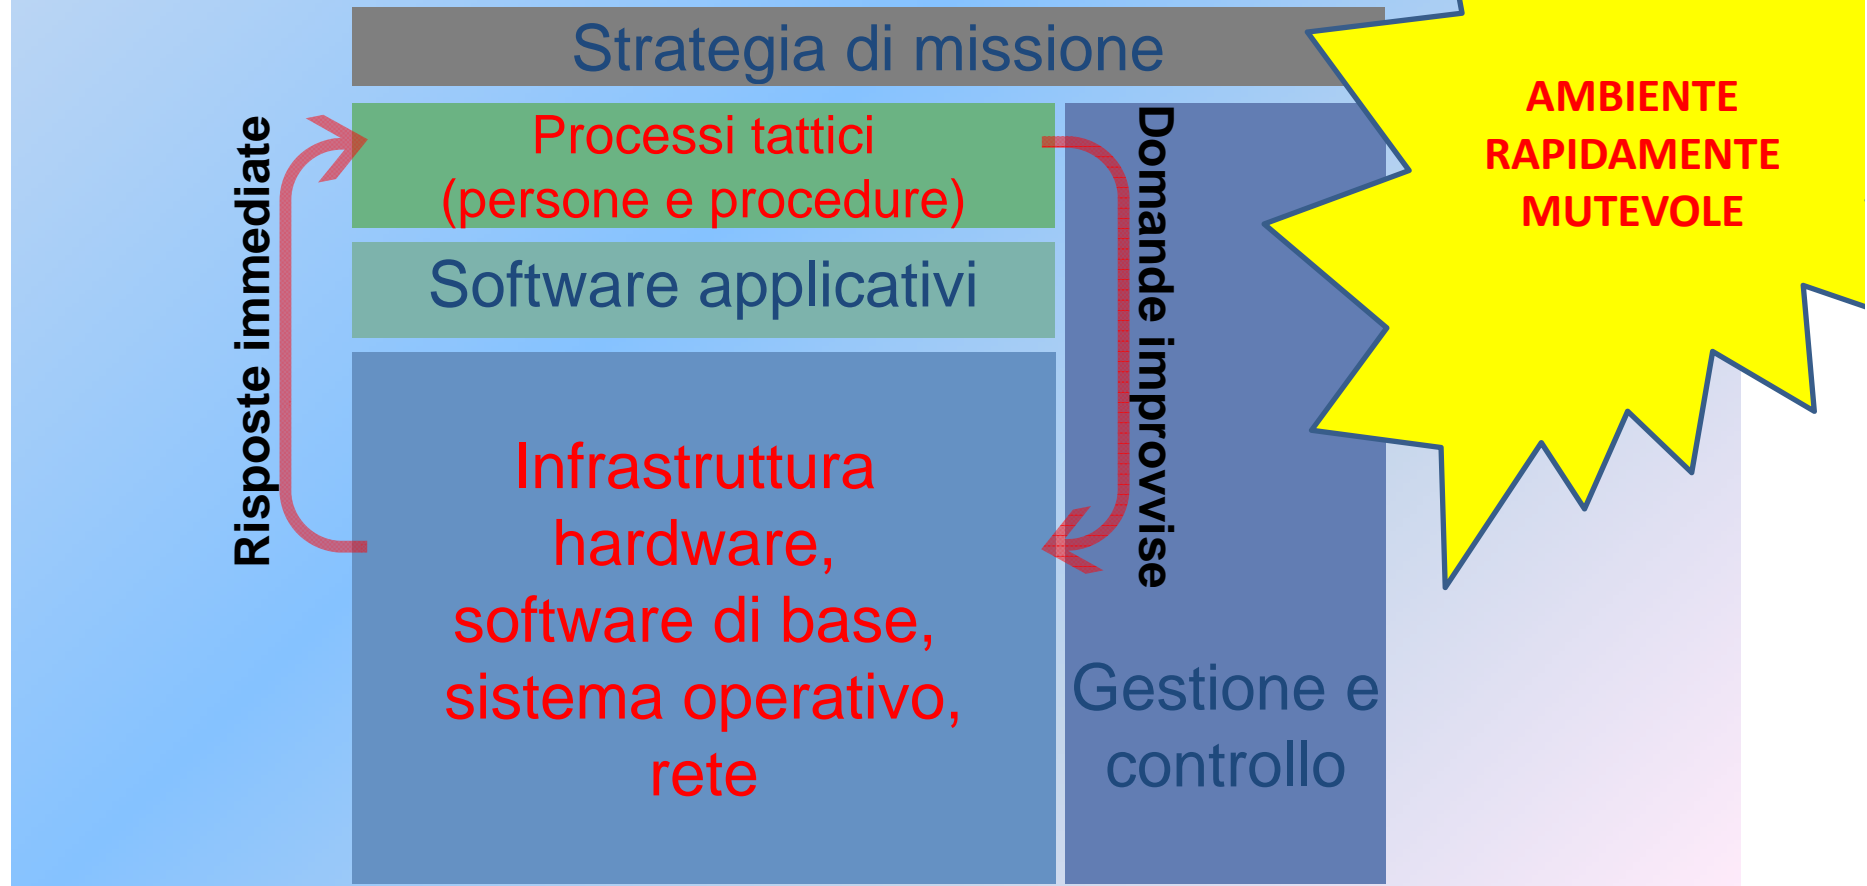 Strategia di missione
AMBIENTE
RAPIDAMENTE
MUTEVOLE
Risposte immediate
Processi tattici
(persone e procedure)
Domande improvvise
Software applicativi
Infrastruttura
hardware,
software di base,
sistema operativo,
rete
Gestione e
controllo